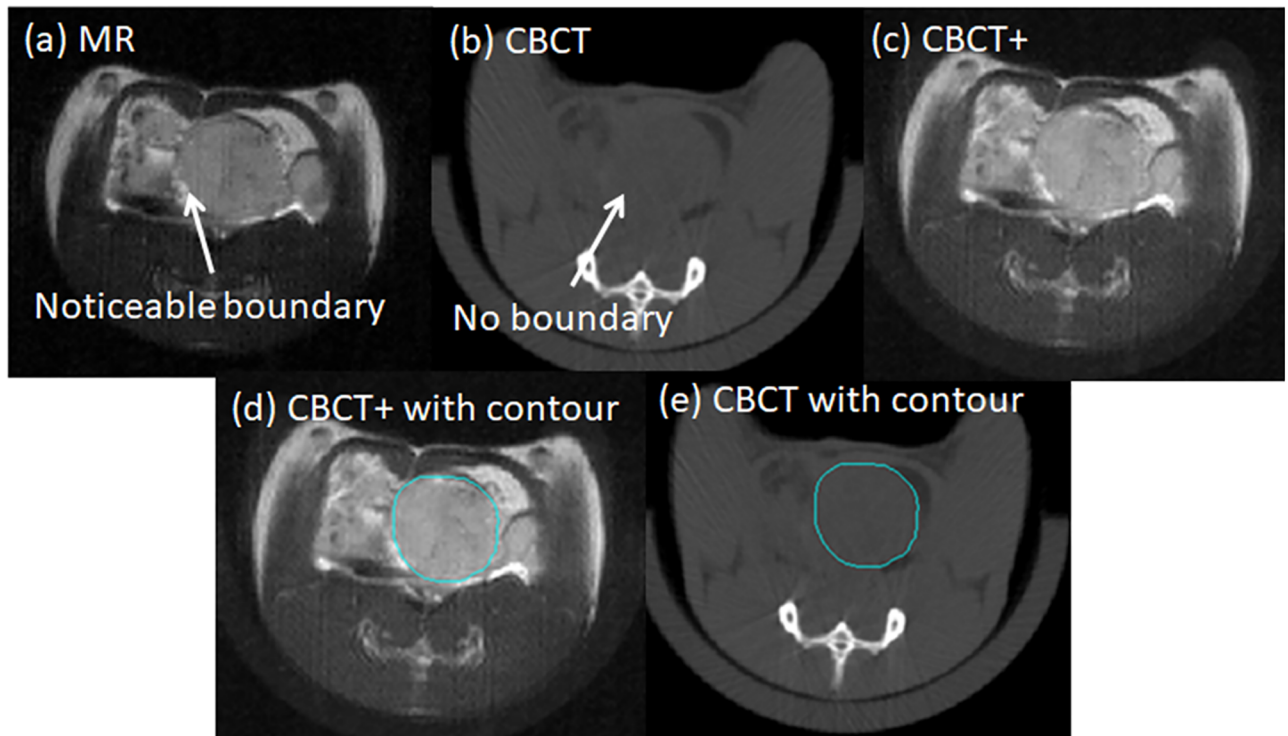 (a) MR
(b) CBCT
(c) CBCT+
Noticeable boundary
No boundary
(d) CBCT+ with contour
(e) CBCT with contour